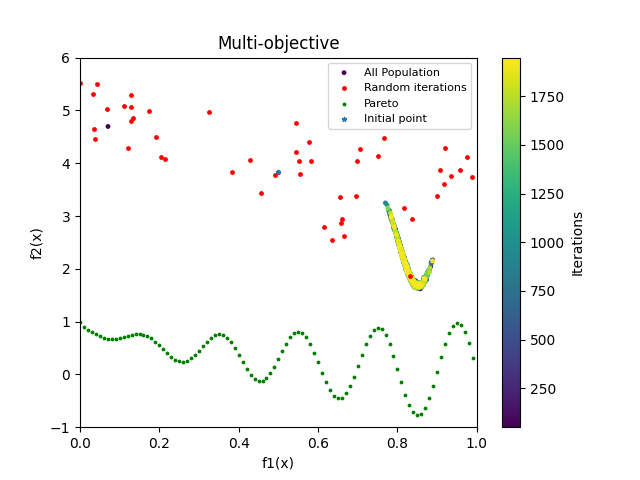 Multi-objective
All Population
Random iterations
Pareto
Initial point
f2(x)
6
5
4
3
2
1
0
−1
0.0 0.2 0.4 0.6 0.8 1.0
f1(x)
1750
1500
1250
1000
750
500
250
Iterations